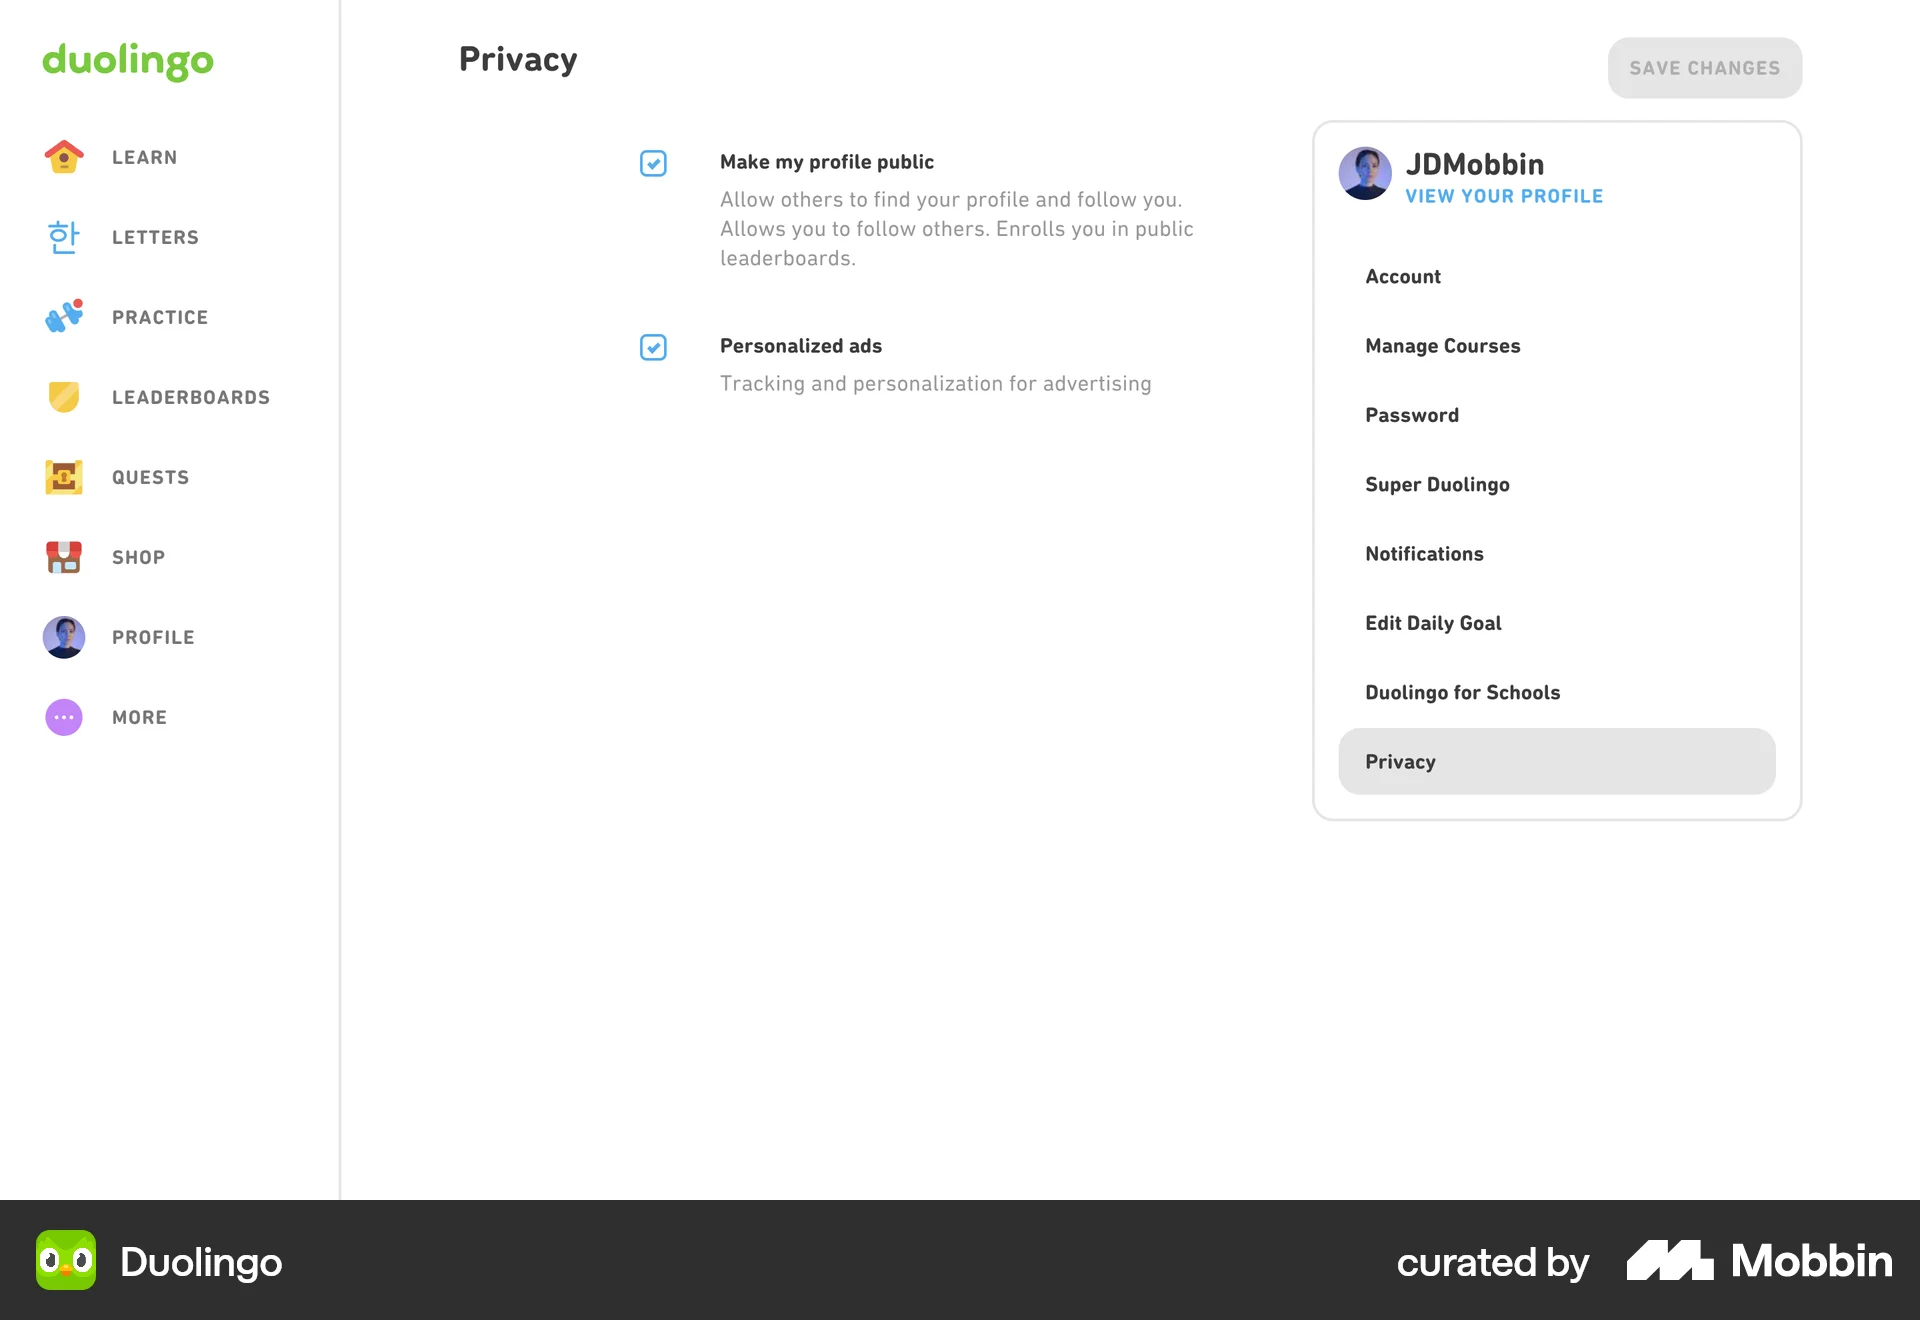 duolingo
LEARN
한
LETTERS
PRACTICE
LEADERBOARDS
QUESTS
SHOP
PROFILE
MORE
Privacy
SAVE CHANGES
Make my profile public
Allow others to find your profile and follow you.
Allows you to follow others. Enrolls you in public
leaderboards.
Personalized ads
Tracking and personalization for advertising
JDMobbin
VIEW YOUR PROFILE
Account
Manage Courses
Password
Super Duolingo
Notifications
Edit Daily Goal
Duolingo for Schools
Privacy
Duolingo
curated by
Mobbin